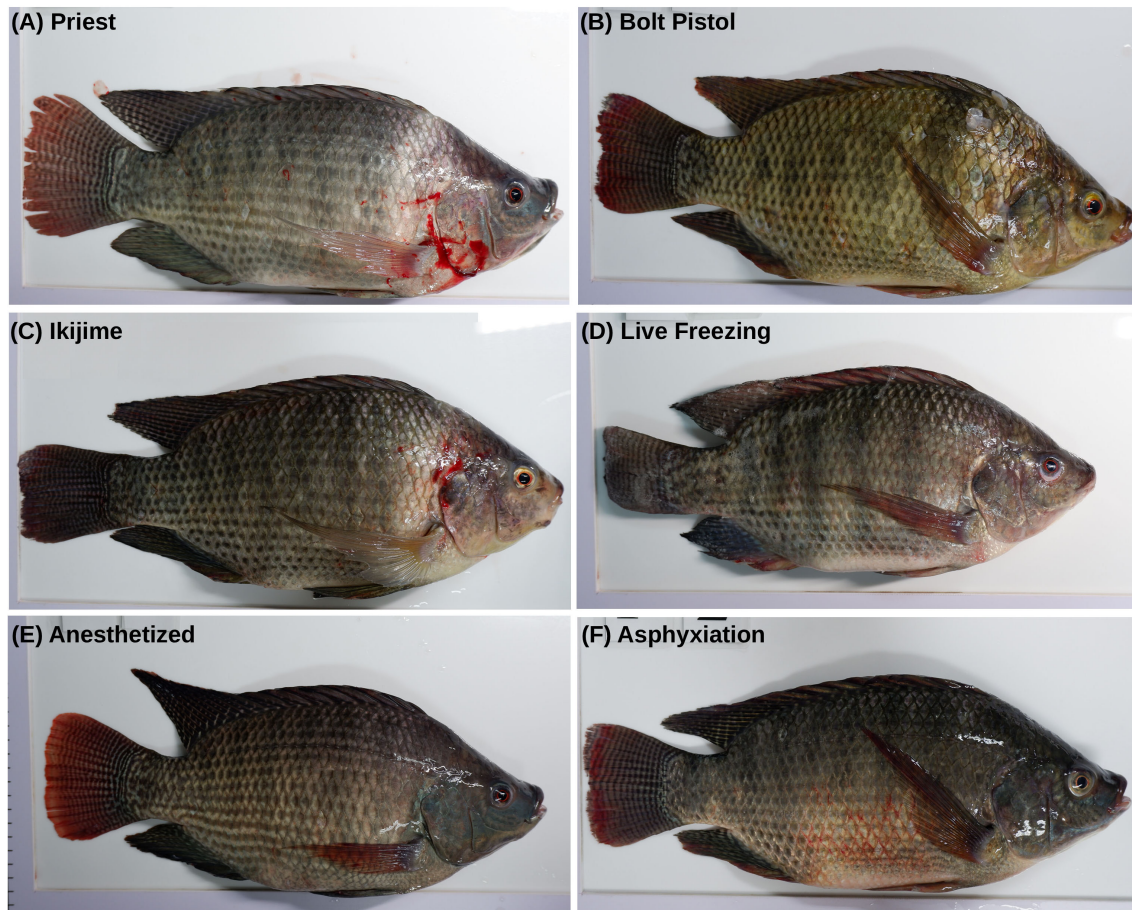 (A) Priest
(B) Bolt Pistol
(C) Ikijime
(D) Live Freezing
(E) Anesthetized
(F) Asphyxiation